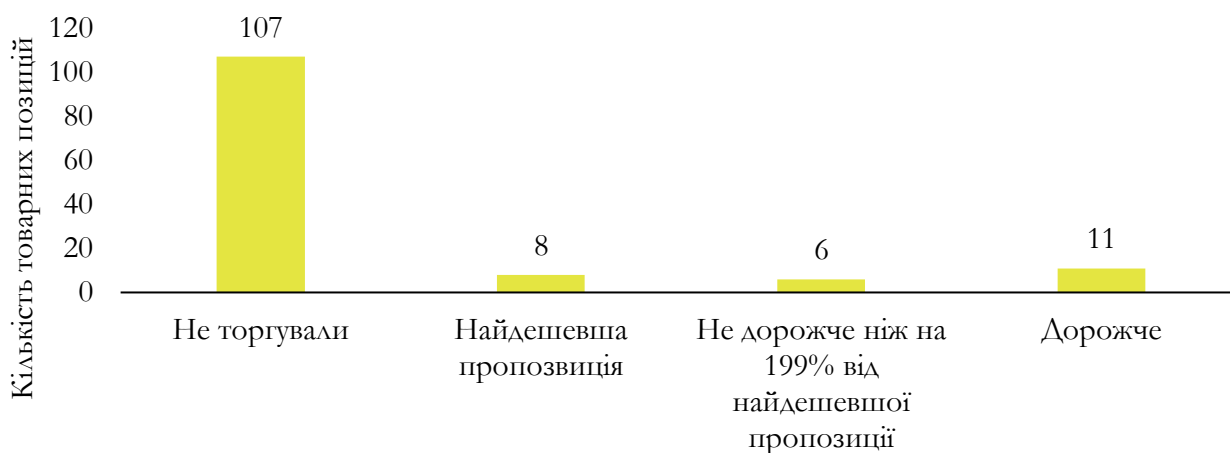 Кількість товарних позицій
120
100
80
60
40
20
0
107
8
6
11
Не торгували
Найдешевша
пропозвиція
Не дорожче ніж на
199% від
найдешевшої
пропозиції
Дорожче